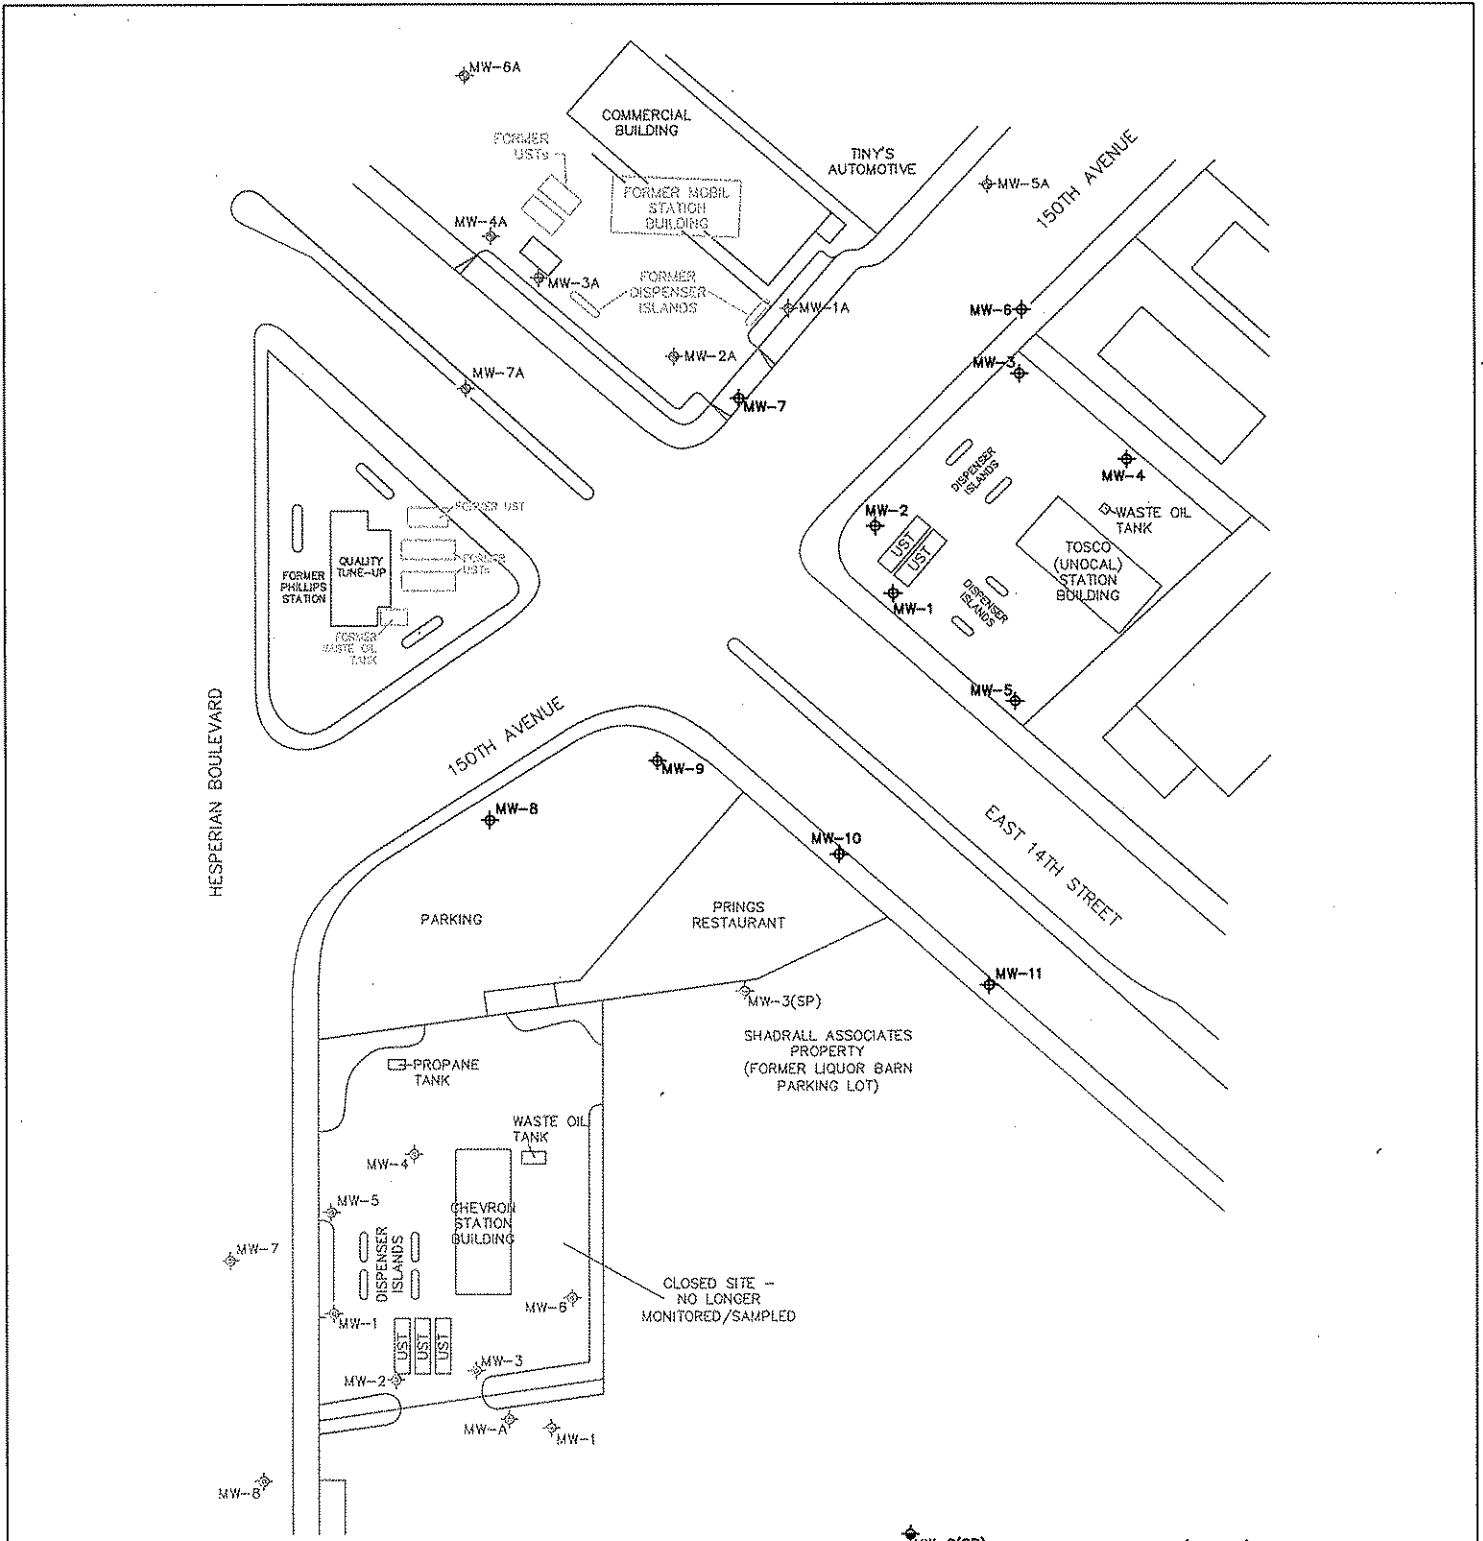 MW-6A
COMMERCIAL
BUILDING
FORMER
USTs
TINY'S
AUTOMOTIVE
150TH AVENUE
MW-5A
FORMER MOBIL
STATION
BUILDING
MW-4A
MW-3A
FORMER
DISPENSER
ISLANDS
MW-1A
MW-6
MW-2A
MW-3
MW-7A
MW-7
DISPENSER
ISLANDS
MW-4
WASTE OIL
TANK
MW-2
UST
UST
TOSCO
(UNOCAL)
STATION
BUILDING
MW-1
DISPENSER
ISLANDS
MW-5
FORMER UST
QUALITY
TUNE-UP
FORMER
USTs
FORMER
PHILLIPS
STATION
FORMER
WASTE OIL
TANK
HESPERIAN BOULEVARD
150TH AVENUE
MW-9
MW-8
MW-10
EAST 14TH STREET
PARKING
PRINGS
RESTAURANT
MW-11
MW-3(SP)
SHADRALL ASSOCIATES
PROPERTY
(FORMER LIQUOR BARN
PARKING LOT)
PROPANE
TANK
WASTE OIL
TANK
MW-4
MW-5
CHEVRON
STATION
BUILDING
MW-7
DISPENSER
ISLANDS
CLOSED SITE -
NO LONGER
MONITORED/SAMPLED
MW-6
MW-1
UST
UST
UST
MW-3
MW-2
MW-A
MW-1
MW-8